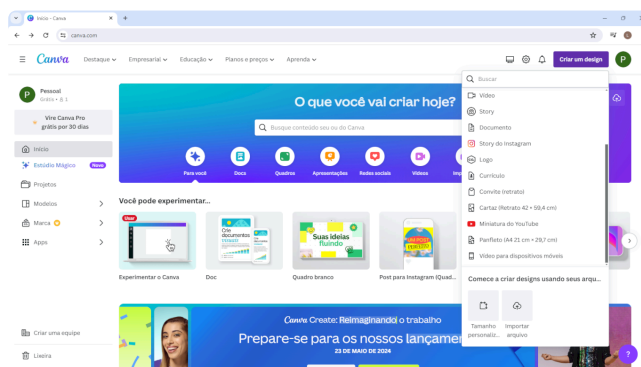 Início - Canva
canva.com
Canva
Destaque
Empresarial
Educação
Planos e preços
Aprenda
Criar um design
P
P
Pessoal
Grátis • 1
Vire Canva Pro
grátis por 30 dias
Início
Estúdio Mágico
Novo
Projetos
Modelos
Marca
Apps
Criar uma equipe
Lixeira
O que você vai criar hoje?
Busque conteúdo seu ou do Canva
Para você
Docs
Quadros
Apresentações
Redes sociais
Vídeos
Você pode experimentar...
Usar
Experimentar o Canva
Crie
documentos
Doc
Suas ideias
fluindo
Quadro branco
Post para Instagram (Quad...
Canva Create: Reimaginando o trabalho
Prepare-se para os nossos lançame
23 DE MAIO DE 2024
Buscar
Vídeo
Story
Documento
Story do Instagram
Logo
Currículo
Convite (retrato)
Cartaz (Retrato 42 × 59,4 cm)
Miniatura do YouTube
Panfleto (A4 21 cm × 29,7 cm)
Vídeo para dispositivos móveis
Comece a criar designs usando seus arqu...
Tamanho
personaliz...
Importar
arquivo
?